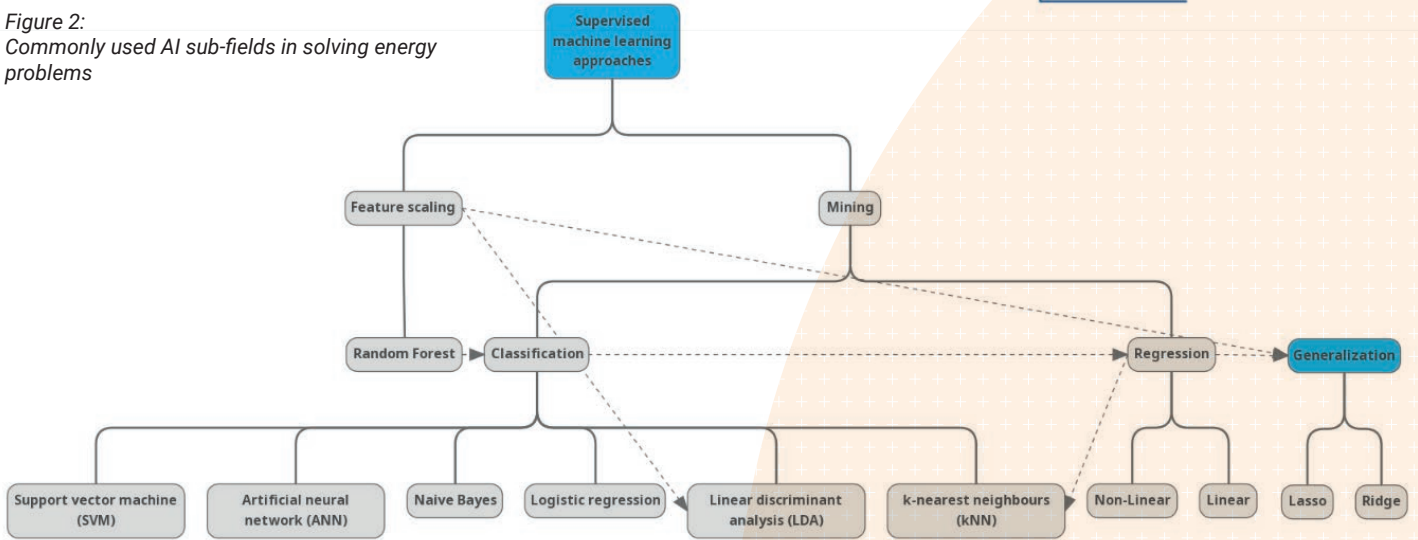 Figure 2:
Commonly used AI sub-fields in solving energy
problems
Supervised
machine learning
approaches
Feature scaling
Mining
Random Forest
Classification
Regression
Generalization
Support vector machine
(SVM)
Artificial neural
network (ANN)
Naive Bayes
Logistic regression
Linear discriminant
analysis (LDA)
k-nearest neighbours
(kNN)
Non-Linear
Linear
Lasso
Ridge